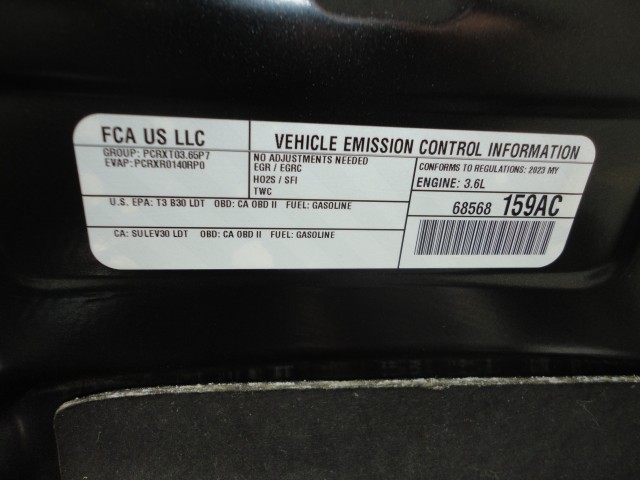 FCA US LLC
GROUP: PCRXT03.65P7
EVAP: PCRXR0140RP0
VEHICLE EMISSION CONTROL INFORMATION
NO ADJUSTMENTS NEEDED
EGR / EGRC
HO2S / SFI
TWC
CONFORMS TO REGULATIONS: 2023 MY
ENGINE: 3.6L
U.S. EPA: T3 B30 LDT OBD: CA OBD II FUEL: GASOLINE
CA: SULEV30 LDT OBD: CA OBD II FUEL: GASOLINE
68568 159AC